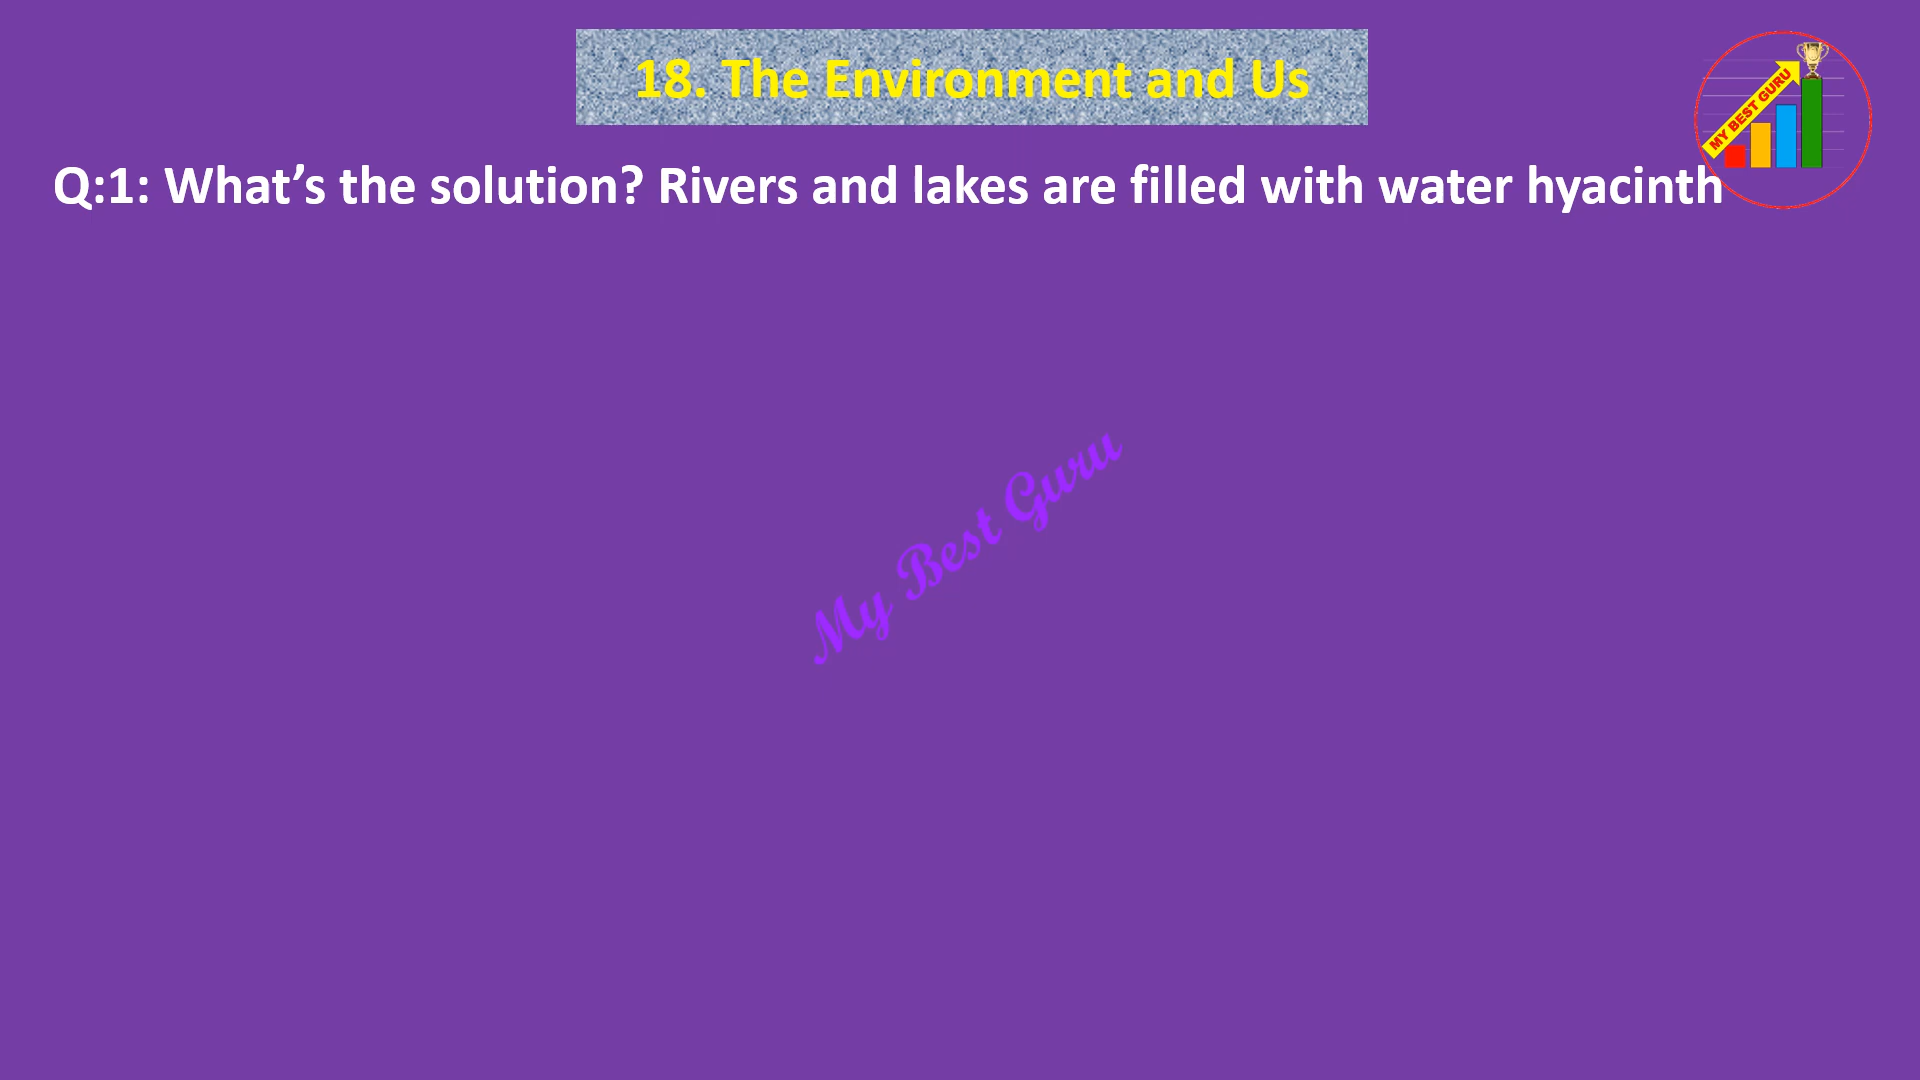 18. The Environment and Us
MY BEST GURU
Q:1: What’s the solution? Rivers and lakes are filled with water hyacinth
My Best Guru